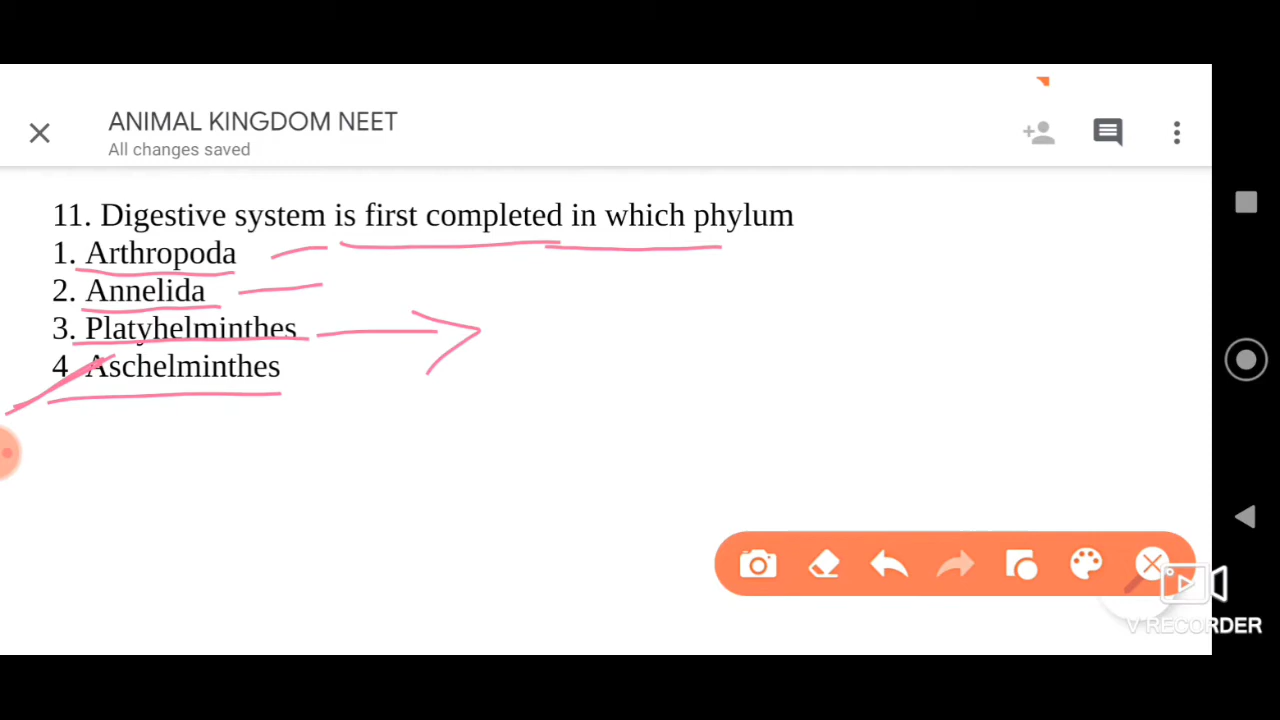 ANIMAL KINGDOM NEET
All changes saved
11. Digestive system is first completed in which phylum
1. Arthropoda
2. Annelida
3. Platyhelminthes
4. Aschelminthes
V RECORDER